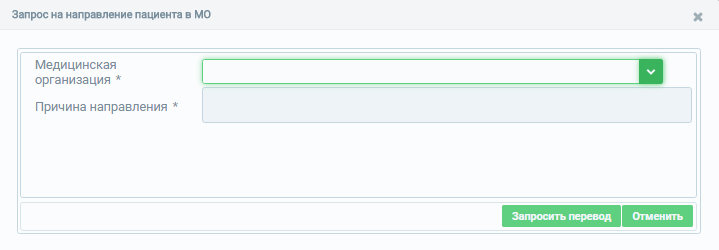 Запрос на направление пациента в МО
Медицинская
организация *
Причина направления *
Запросить перевод Отменить